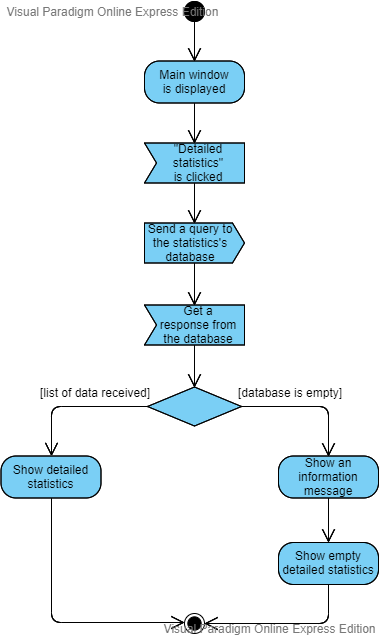 Visual Paradigm Online Express Edition
Main window
is displayed
"Detailed
statistics"
is clicked
Send a query to
the statistics's
database
Get a
response from
the database
[list of data received]
[database is empty]
Show detailed
statistics
Show an
information
message
Show empty
detailed statistics
Visual Paradigm Online Express Edition